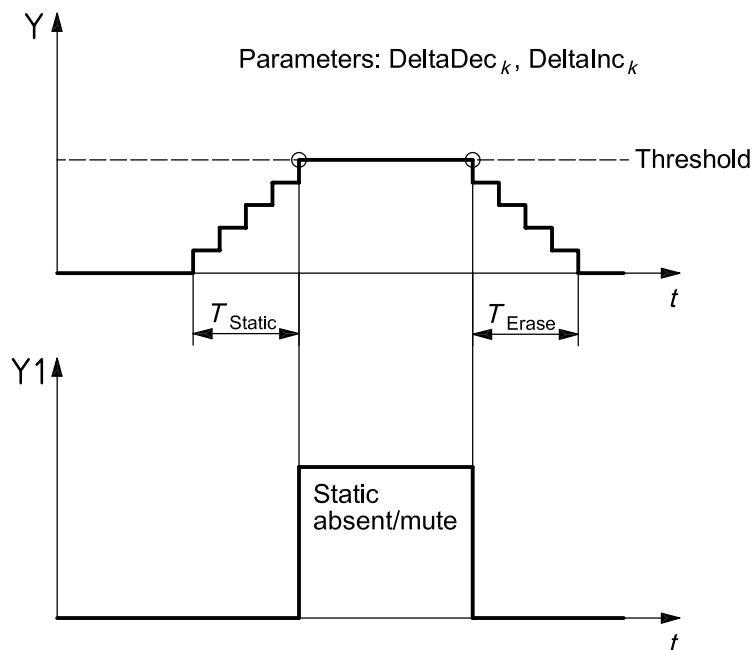 Y
Parameters: DeltaDec k, DeltaInc k
Threshold
t
T Static
T Erase
Y1
Static
absent/mute
t